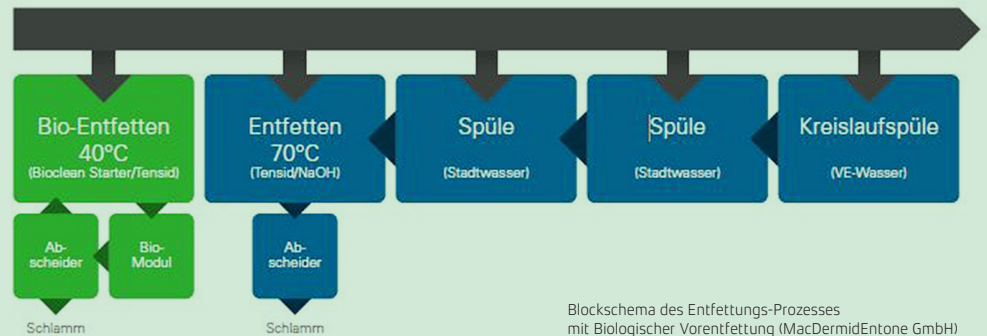 Bio-Entfetten
40°C
(Bioclean Starter/Tensid)
Entfetten
70°C
(Tensid/NaOH)
Spüle
(Stadtwasser)
Spüle
(Stadtwasser)
Kreislaufspüle
(VE-Wasser)
Ab-
scheider
Bio-
Modul
Ab-
scheider
Schlamm
Schlamm
Blockschema des Entfettungs-Prozesses
mit Biologischer Vorentfettung (MacDermidEntone GmbH)